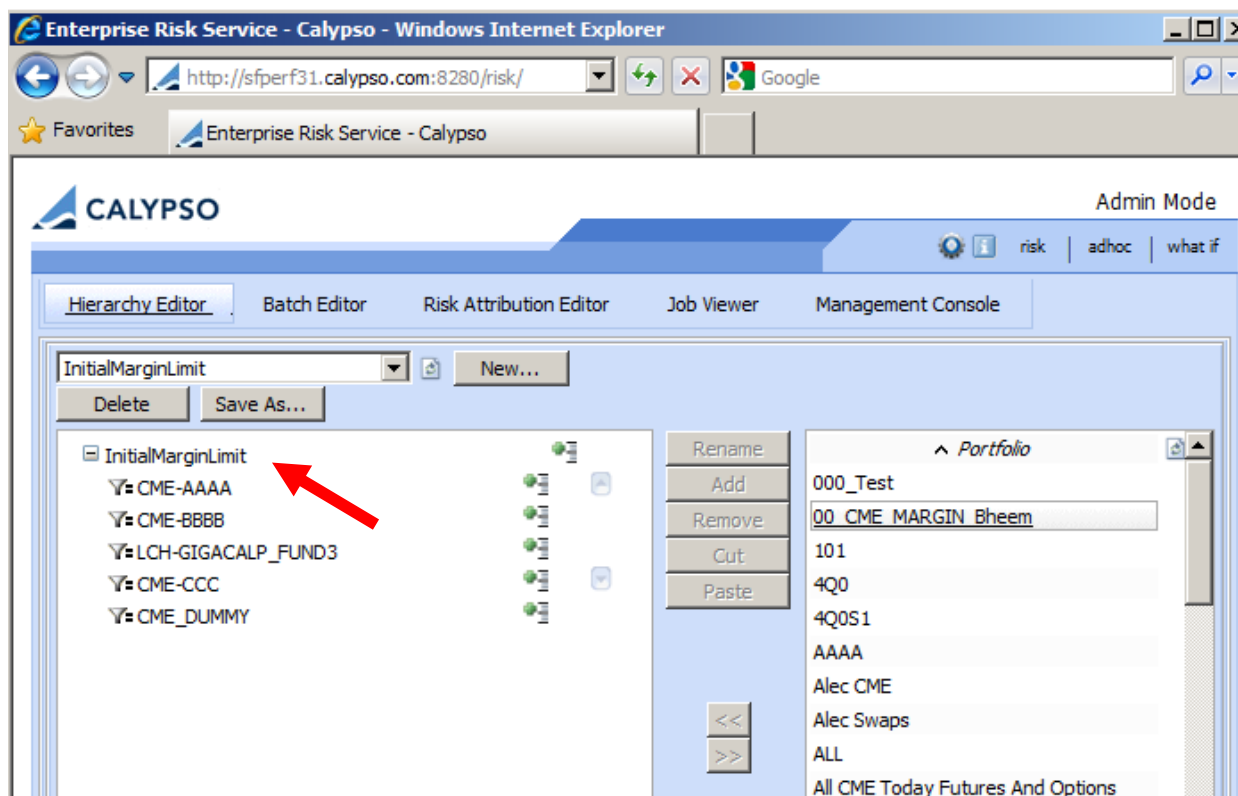 Enterprise Risk Service - Calypso - Windows Internet Explorer
http://sfperf31.calypso.com:8280/risk/
Google
Favorites
Enterprise Risk Service - Calypso
CALYPSO
Admin Mode
risk | adhoc | what if
Hierarchy Editor
Batch Editor
Risk Attribution Editor
Job Viewer
Management Console
InitialMarginLimit
New...
Delete
Save As...
InitialMarginLimit
CME-AAAA
CME-BBBB
LCH-GIGACALP_FUND3
CME-CCC
CME_DUMMY
Rename
Add
Remove
Cut
Paste
<<
>>
Portfolio
000_Test
00_CME_MARGIN_Bheem
101
4Q0
4Q0S1
AAAA
Alec CME
Alec Swaps
ALL
All CME Today Futures And Options